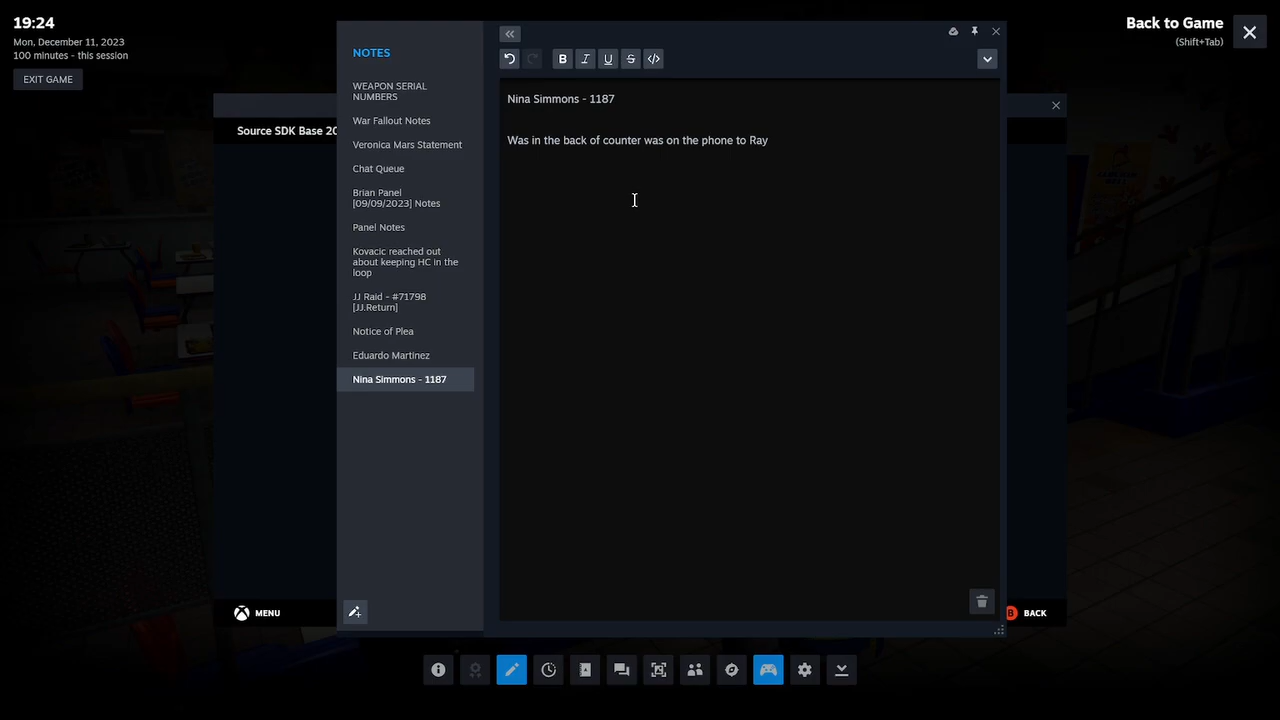 19:24
Mon, December 11, 2023
100 minutes - this session
EXIT GAME
Back to Game
(Shift+Tab)
Source SDK Base 20
NOTES
WEAPON SERIAL
NUMBERS
War Fallout Notes
Veronica Mars Statement
Chat Queue
Brian Panel
[09/09/2023] Notes
Panel Notes
Kovacic reached out
about keeping HC in the
loop
JJ Raid - #71798
[JJ.Return]
Notice of Plea
Eduardo Martinez
Nina Simmons - 1187
B I U S </>
Nina Simmons - 1187
Was in the back of counter was on the phone to Ray
MENU
B BACK